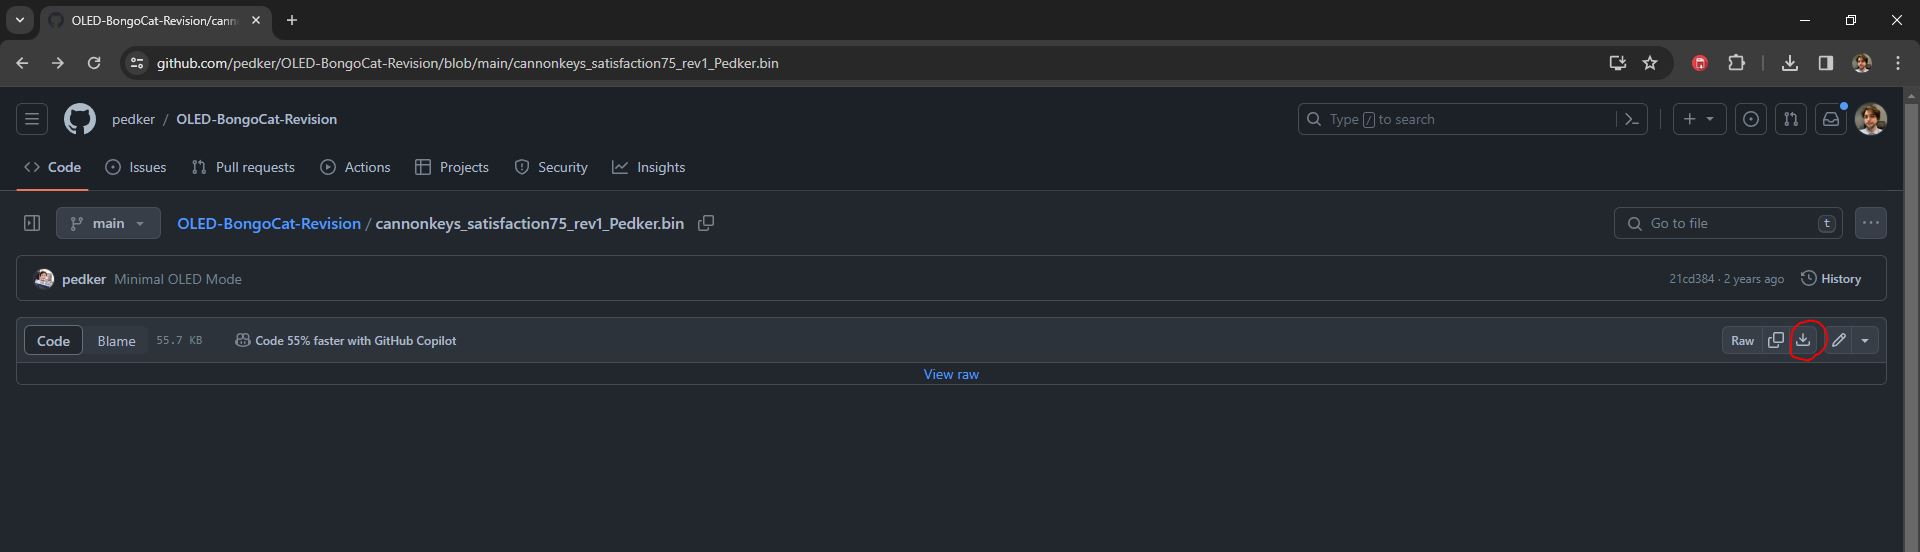 OLED-BongoCat-Revision/cann
github.com/pedker/OLED-BongoCat-Revision/blob/main/cannonkeys_satisfaction75_rev1_Pedker.bin
pedker / OLED-BongoCat-Revision
Type / to search
Code Issues Pull requests Actions Projects Security Insights
main OLED-BongoCat-Revision / cannonkeys_satisfaction75_rev1_Pedker.bin
Go to file t
pedker Minimal OLED Mode 21cd384 · 2 years ago History
Code Blame 55.7 KB Code 55% faster with GitHub Copilot Raw
View raw